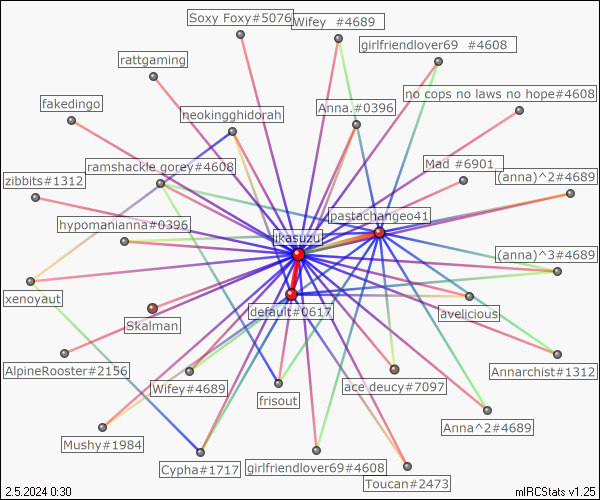 Soxy Foxy#5076
Wifey  #4689
girlfriendlover69  #4608
rattgaming
no cops no laws no hope#4608
fakedingo
Anna.#0396
neokingghidorah
Mad #6901
ramshackle gorey#4608
(anna)^2#4689
zibbits#1312
pastachangeo41
hypomanianna#0396
ikasuzu
(anna)^3#4689
xenoyaut
default#0617
avelicious
Skalman
AlpineRooster#2156
Annarchist#1312
Wifey#4689
ace deucy#7097
frisout
Anna^2#4689
Mushy#1984
Cypha#1717
girlfriendlover69#4608
Toucan#2473
2.5.2024 0:30
mIRCStats v1.25